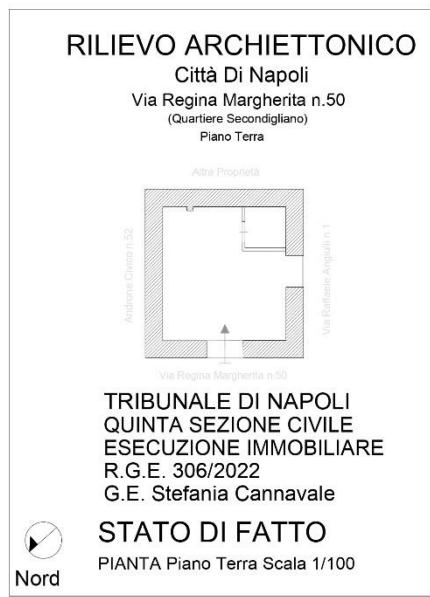 RILIEVO ARCHIETTONICO
Città Di Napoli
Via Regina Margherita n.50
(Quartiere Secondigliano)
Piano Terra
Altra Proprietà
Androne Civico n.52
Via Raffaele Angiulli n.1
Via Regina Margherita n.50
TRIBUNALE DI NAPOLI
QUINTA SEZIONE CIVILE
ESECUZIONE IMMOBILIARE
R.G.E. 306/2022
G.E. Stefania Cannavale
STATO DI FATTO
PIANTA Piano Terra Scala 1/100
Nord